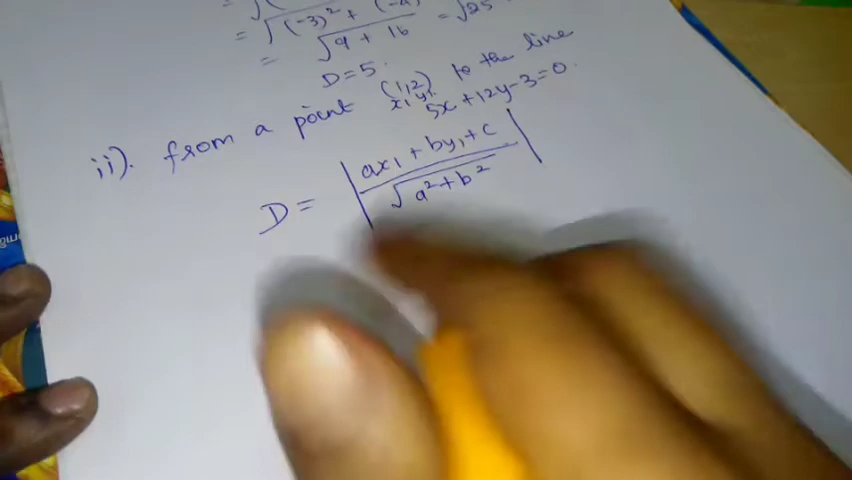 = √(
= √(-3)² + (-4)
= √9 + 16 = √25
D = 5.
ii). from a point (1,2) to the line
x₁ y₁ 5x + 12y - 3 = 0.
D = | ax₁ + by₁ + c / √a² + b² |